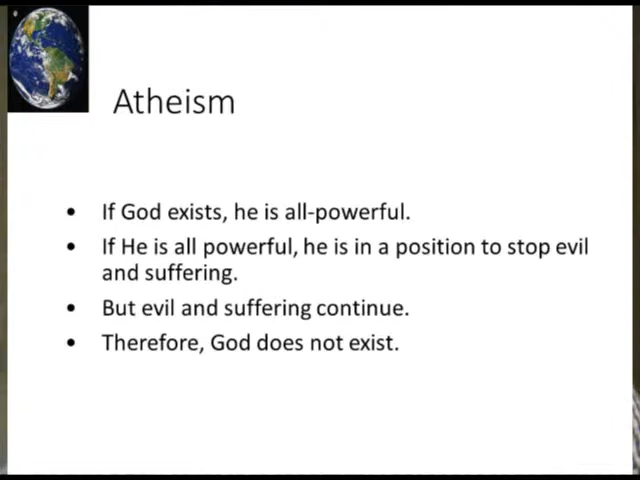 Atheism
• If God exists, he is all-powerful.
• If He is all powerful, he is in a position to stop evil
and suffering.
• But evil and suffering continue.
• Therefore, God does not exist.